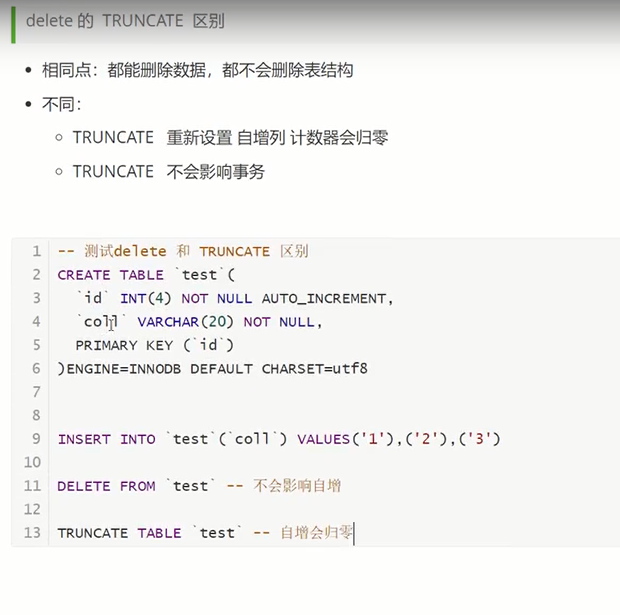 delete 的 TRUNCATE 区别
• 相同点：都能删除数据，都不会删除表结构
• 不同：
○ TRUNCATE 重新设置 自增列 计数器会归零
○ TRUNCATE 不会影响事务
1 -- 测试delete 和 TRUNCATE 区别
2 CREATE TABLE `test`(
3 `id` INT(4) NOT NULL AUTO_INCREMENT,
4 `coll` VARCHAR(20) NOT NULL,
5 PRIMARY KEY (`id`)
6 )ENGINE=INNODB DEFAULT CHARSET=utf8
7
8
9 INSERT INTO `test`(`coll`) VALUES('1'),('2'),('3')
10
11 DELETE FROM `test` -- 不会影响自增
12
13 TRUNCATE TABLE `test` -- 自增会归零